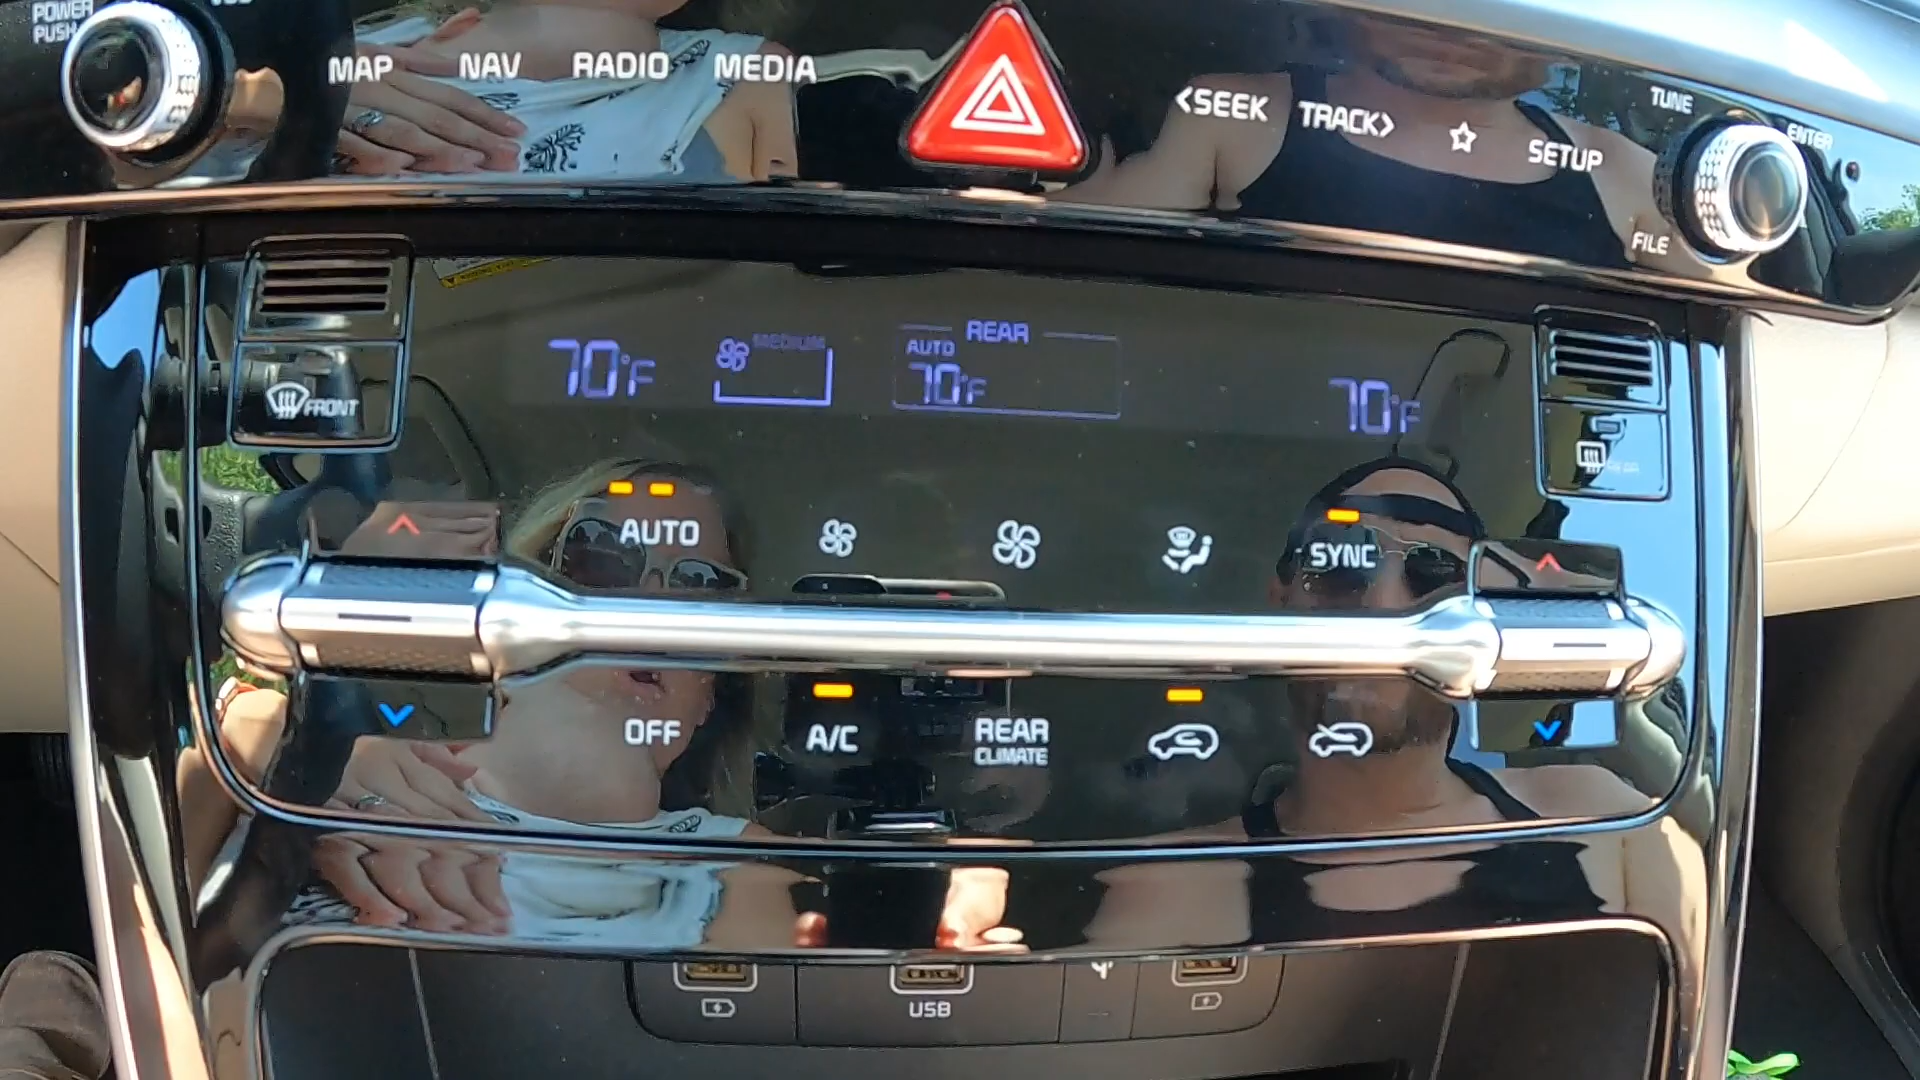 POWER
PUSH
MAP NAV RADIO MEDIA
<SEEK TRACK> SETUP
TUNE
ENTER
FILE
FRONT
70°F
MEDIUM
REAR
AUTO
70°F
70°F
REAR
AUTO
SYNC
OFF
A/C
REAR
CLIMATE
USB